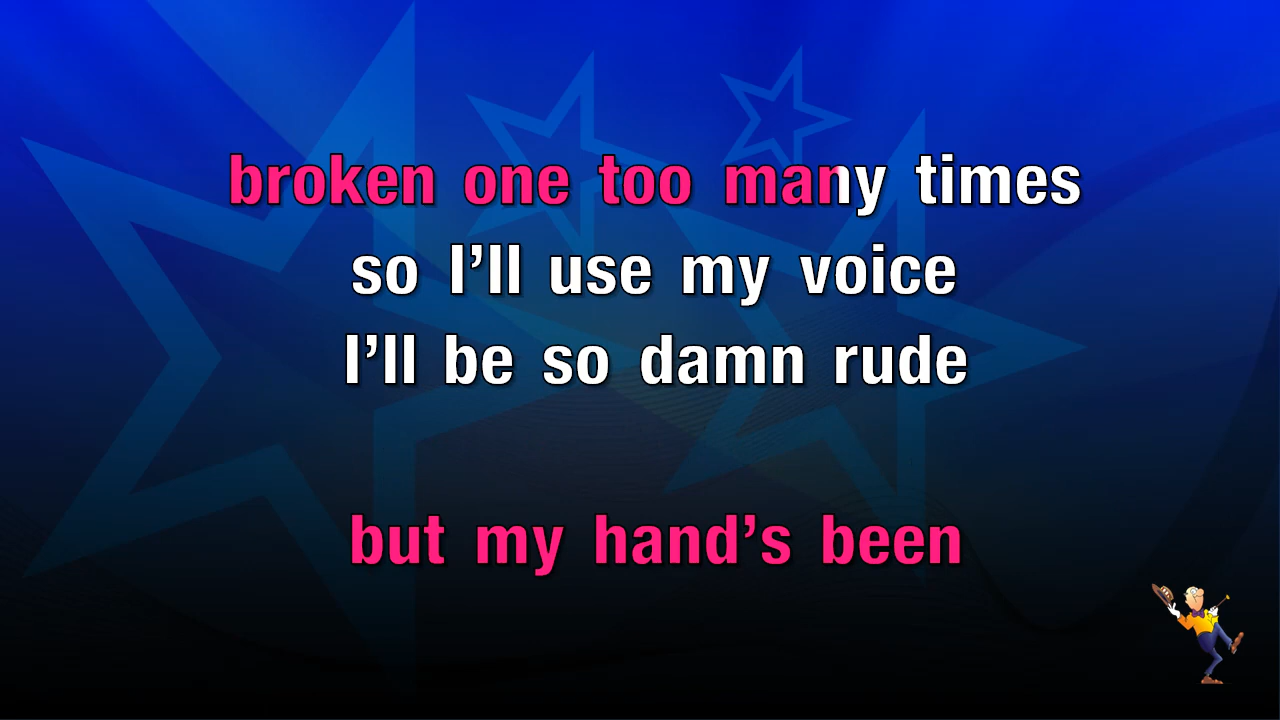 broken one too many times
so I’ll use my voice
I’ll be so damn rude
but my hand’s been